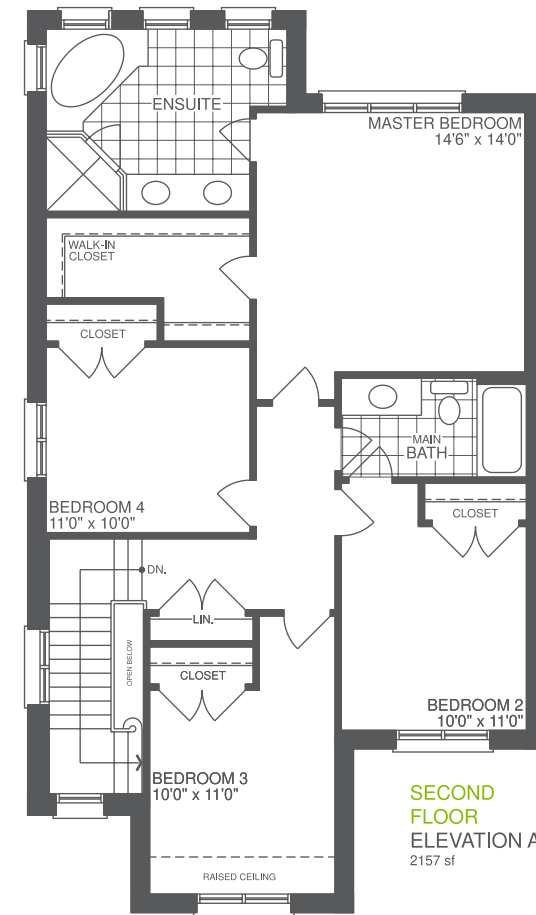 ENSUITE
MASTER BEDROOM
14'6" x 14'0"
WALK-IN
CLOSET
CLOSET
MAIN
BATH
BEDROOM 4
11'0" x 10'0"
CLOSET
DN.
LIN.
OPEN BELOW
CLOSET
BEDROOM 2
10'0" x 11'0"
BEDROOM 3
10'0" x 11'0"
SECOND
FLOOR
ELEVATION A
2157 sf
RAISED CEILING